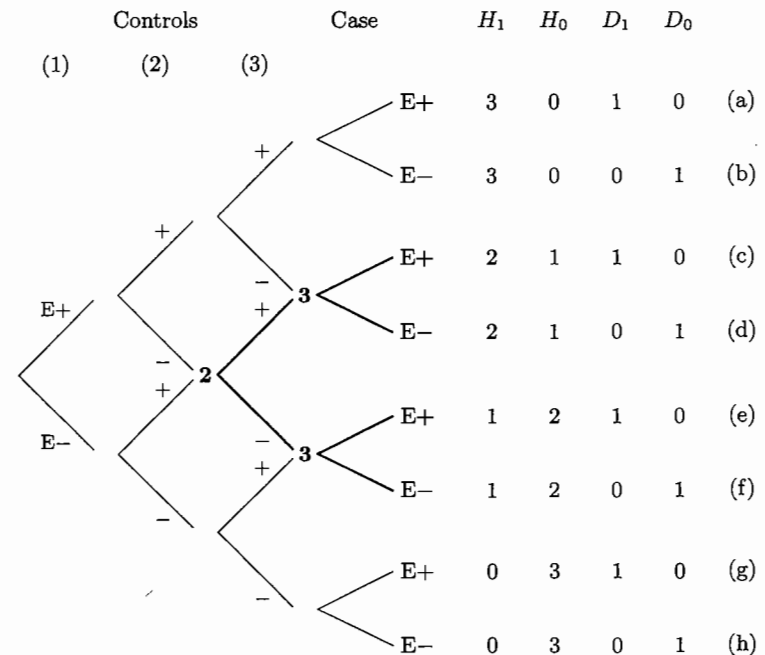 Controls Case H₁ H₀ D₁ D₀
(1) (2) (3)
E+ 3 0 1 0 (a)
+
E− 3 0 0 1 (b)
+
E+ 2 1 1 0 (c)
−
3
E+
+
E− 2 1 0 1 (d)
−
2
+
E+ 1 2 1 0 (e)
E−
−
3
+
E− 1 2 0 1 (f)
−
E+ 0 3 1 0 (g)
−
E− 0 3 0 1 (h)